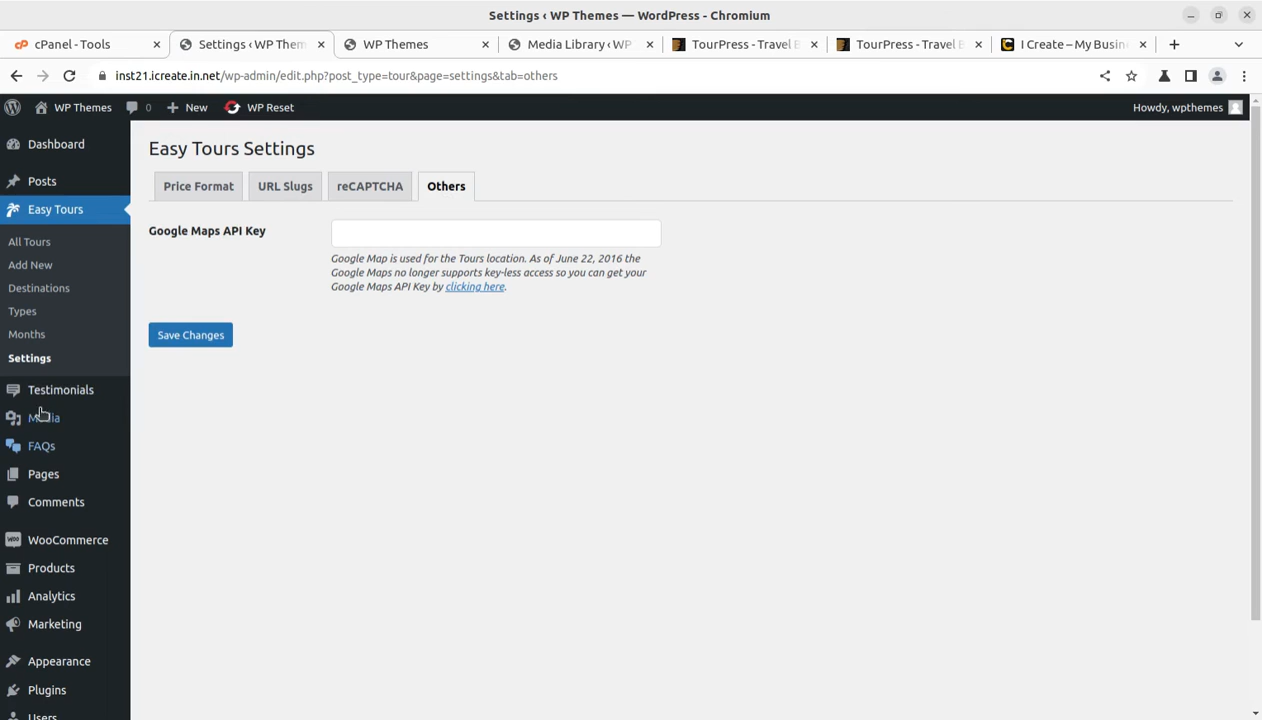 Settings ‹ WP Themes — WordPress - Chromium
cPanel - Tools
Settings ‹ WP Them
WP Themes
Media Library ‹ WP
TourPress - Travel B
TourPress - Travel B
I Create – My Busin
inst21.icreate.in.net/wp-admin/edit.php?post_type=tour&page=settings&tab=others
WP Themes
0
New
WP Reset
Howdy, wpthemes
Dashboard
Posts
Easy Tours
All Tours
Add New
Destinations
Types
Months
Settings
Testimonials
Media
FAQs
Pages
Comments
WooCommerce
Products
Analytics
Marketing
Appearance
Plugins
Users
Easy Tours Settings
Price Format
URL Slugs
reCAPTCHA
Others
Google Maps API Key
Google Map is used for the Tours location. As of June 22, 2016 the
Google Maps no longer supports key-less access so you can get your
Google Maps API Key by clicking here.
Save Changes